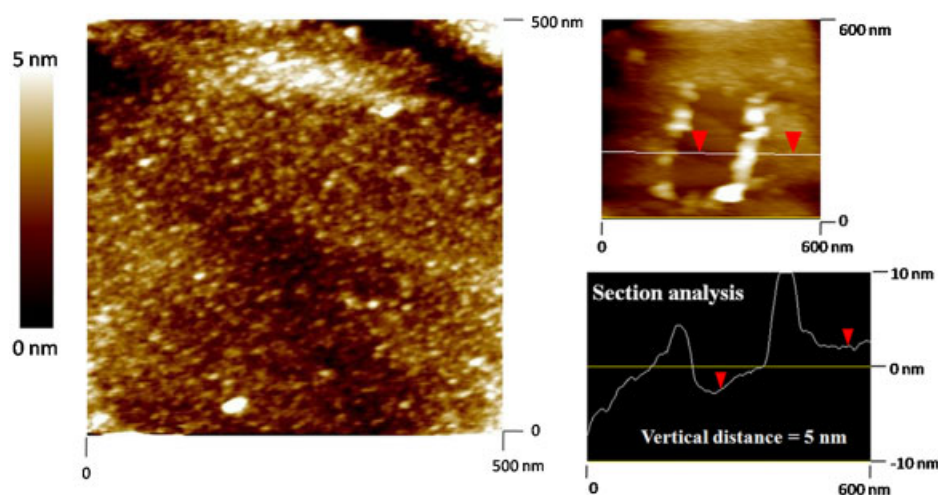 5 nm
0 nm
500 nm
0
0
500 nm
600 nm
0
0
600 nm
Section analysis
10 nm
0 nm
Vertical distance = 5 nm
-10 nm
0
600 nm